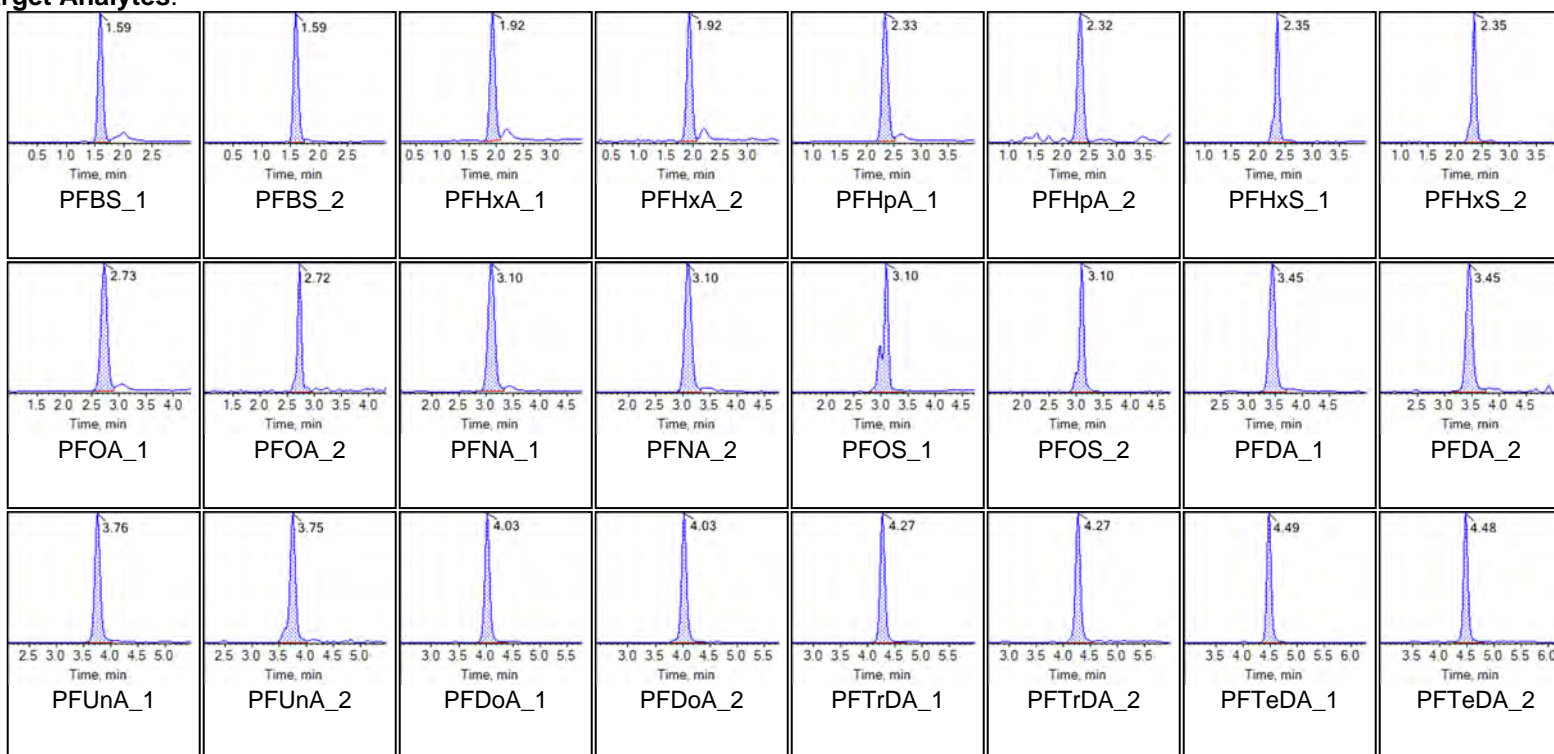 Target Analytes:
1.59 1.59 1.92 1.92 2.33 2.32 2.35 2.35
0.5 1.0 1.5 2.0 2.5 0.5 1.0 1.5 2.0 2.5 0.5 1.0 1.5 2.0 2.5 3.0 0.5 1.0 1.5 2.0 2.5 3.0 1.0 1.5 2.0 2.5 3.0 3.5 1.0 1.5 2.0 2.5 3.0 3.5 1.0 1.5 2.0 2.5 3.0 3.5 1.0 1.5 2.0 2.5 3.0 3.5
Time, min Time, min Time, min Time, min Time, min Time, min Time, min Time, min
PFBS_1 PFBS_2 PFHxA_1 PFHxA_2 PFHpA_1 PFHpA_2 PFHxS_1 PFHxS_2
2.73 2.72 3.10 3.10 3.10 3.10 3.45 3.45
1.5 2.0 2.5 3.0 3.5 4.0 1.5 2.0 2.5 3.0 3.5 4.0 2.0 2.5 3.0 3.5 4.0 4.5 2.0 2.5 3.0 3.5 4.0 4.5 2.0 2.5 3.0 3.5 4.0 4.5 2.0 2.5 3.0 3.5 4.0 4.5 2.5 3.0 3.5 4.0 4.5 2.5 3.0 3.5 4.0 4.5
Time, min Time, min Time, min Time, min Time, min Time, min Time, min Time, min
PFOA_1 PFOA_2 PFNA_1 PFNA_2 PFOS_1 PFOS_2 PFDA_1 PFDA_2
3.76 3.75 4.03 4.03 4.27 4.27 4.49 4.48
2.5 3.0 3.5 4.0 4.5 5.0 2.5 3.0 3.5 4.0 4.5 5.0 3.0 3.5 4.0 4.5 5.0 5.5 3.0 3.5 4.0 4.5 5.0 5.5 3.0 3.5 4.0 4.5 5.0 5.5 3.0 3.5 4.0 4.5 5.0 5.5 3.5 4.0 4.5 5.0 5.5 6.0 3.5 4.0 4.5 5.0 5.5 6.0
Time, min Time, min Time, min Time, min Time, min Time, min Time, min Time, min
PFUnA_1 PFUnA_2 PFDoA_1 PFDoA_2 PFTrDA_1 PFTrDA_2 PFTeDA_1 PFTeDA_2